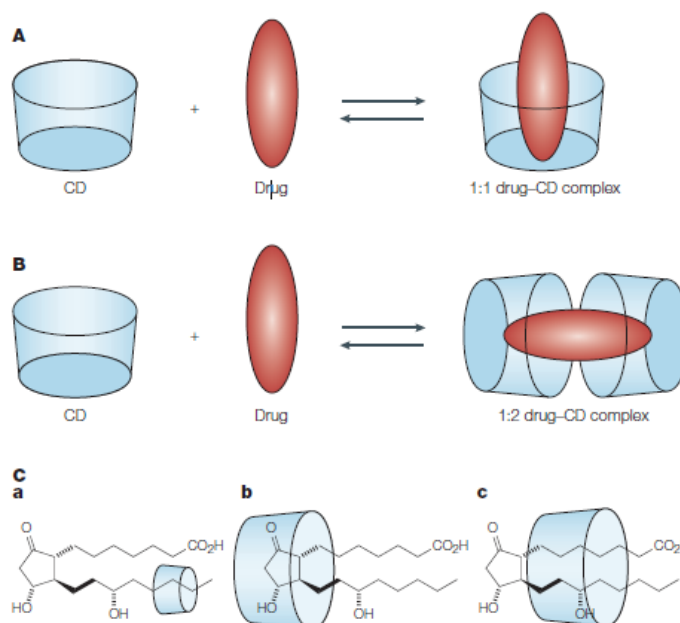 A
+
CD
Drug
1:1 drug–CD complex
B
+
CD
Drug
1:2 drug–CD complex
C
a
b
c
O
CO₂H
HO
OH
O
CO₂H
HO
OH
O
CO₂
HO
OH